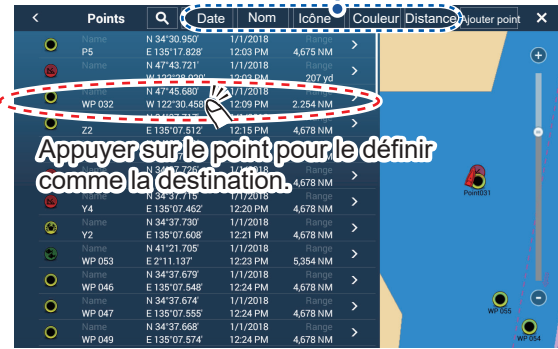 < Points Date Nom Icône Couleur Distance Ajouter point ×
Name N 34°30.950' 1/1/2018 Range
P5 E 135°17.828' 12:03 PM 4,675 NM >
Name N 47°43.721' 1/1/2018 Range
W 122°28.920' 12:03 PM 207 yd >
Name N 47°45.680' 1/1/2018 Range
WP 032 W 122°30.458' 12:09 PM 2.254 NM >
Z2 E 135°07.512' 12:15 PM 4,678 NM >
Appuyer sur le point pour le définir
comme la destination.
4,678 NM >
Name N 34°37.715' 1/1/2018 Range
Y4 E 135°07.462' 12:20 PM 4,678 NM >
Name N 34°37.730' 1/1/2018 Range
Y2 E 135°07.608' 12:21 PM 4,678 NM >
Name N 41°21.705' 1/1/2018 Range
WP 053 E 2°11.137' 12:23 PM 5,354 NM >
Name N 34°37.679' 1/1/2018 Range
WP 046 E 135°07.548' 12:24 PM 4,678 NM >
Name N 34°37.674' 1/1/2018 Range
WP 047 E 135°07.555' 12:24 PM 4,678 NM >
Name N 34°37.668' 1/1/2018 Range
WP 049 E 135°07.574' 12:24 PM 4,678 NM >
+
Point031
-
WP 055
WP 054